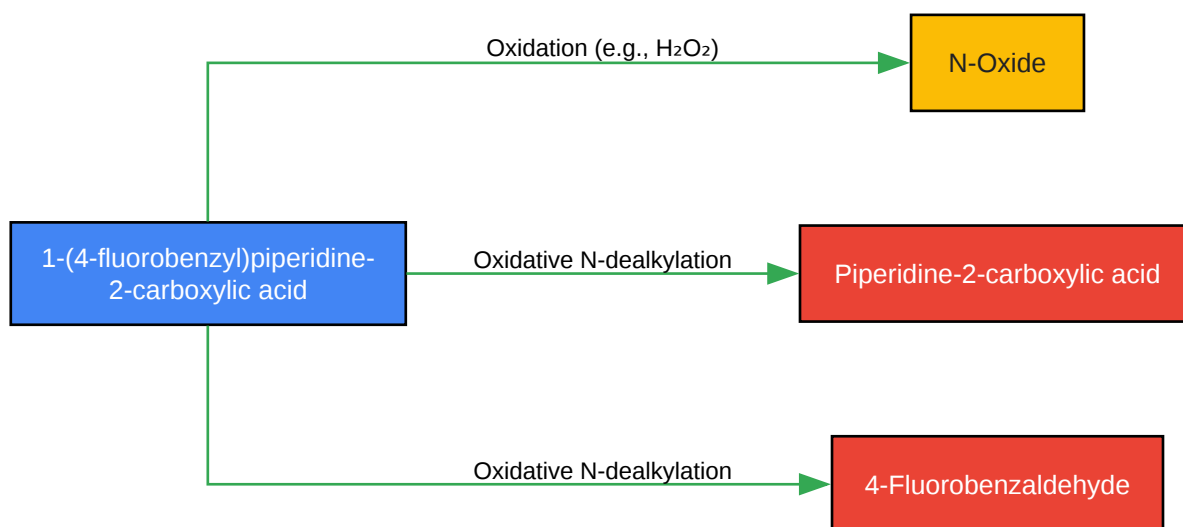 Oxidation (e.g., H₂O₂)
N-Oxide
1-(4-fluorobenzyl)piperidine-
2-carboxylic acid
Oxidative N-dealkylation
Piperidine-2-carboxylic acid
Oxidative N-dealkylation
4-Fluorobenzaldehyde